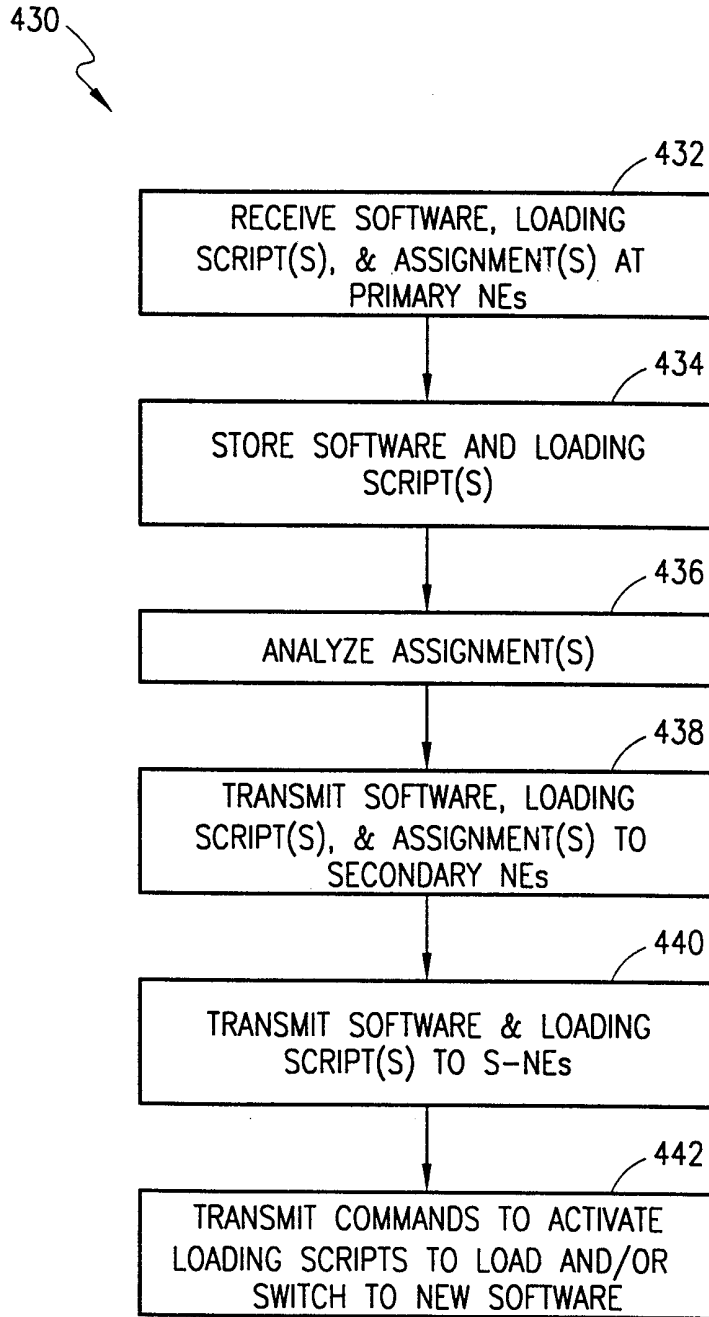 430
432
RECEIVE SOFTWARE, LOADING
SCRIPT(S), & ASSIGNMENT(S) AT
PRIMARY NEs
434
STORE SOFTWARE AND LOADING
SCRIPT(S)
436
ANALYZE ASSIGNMENT(S)
438
TRANSMIT SOFTWARE, LOADING
SCRIPT(S), & ASSIGNMENT(S) TO
SECONDARY NEs
440
TRANSMIT SOFTWARE & LOADING
SCRIPT(S) TO S-NEs
442
TRANSMIT COMMANDS TO ACTIVATE
LOADING SCRIPTS TO LOAD AND/OR
SWITCH TO NEW SOFTWARE